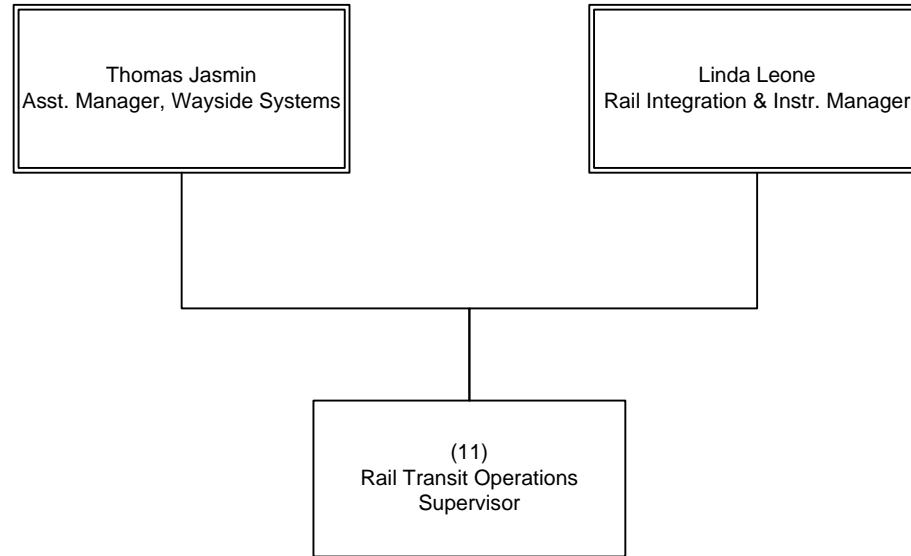 Thomas Jasmin
Asst. Manager, Wayside Systems
Linda Leone
Rail Integration & Instr. Manager
(11)
Rail Transit Operations
Supervisor